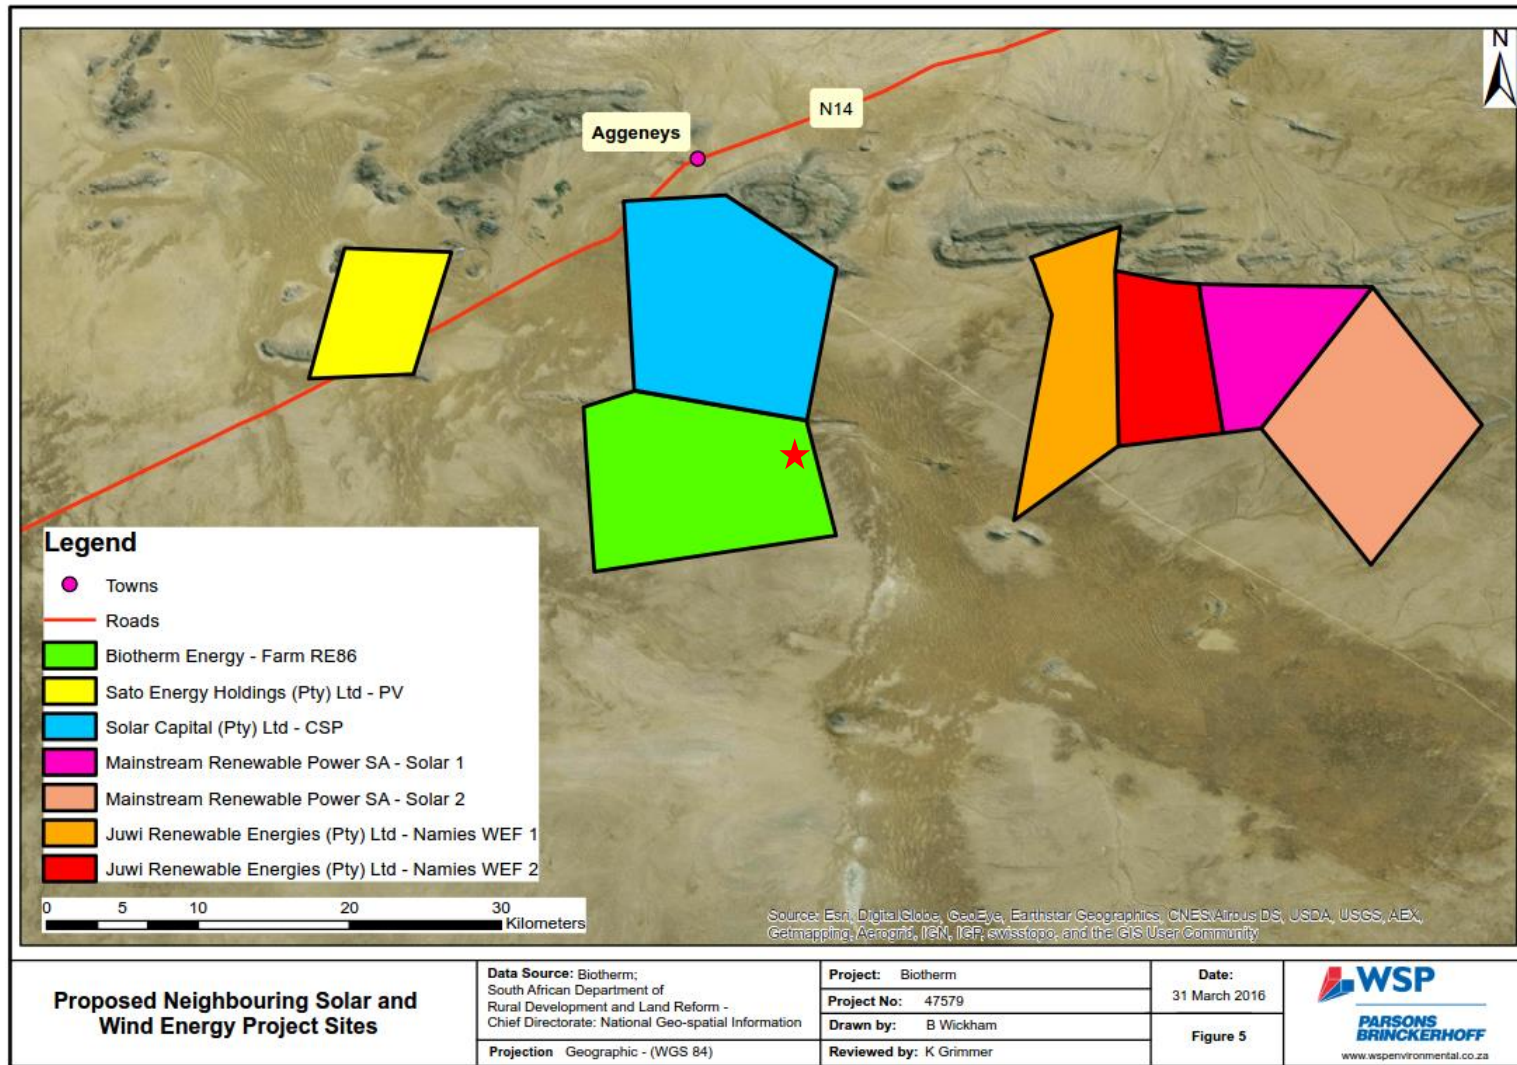 N
N14
Aggeneys
Legend
Towns
Roads
Biotherm Energy - Farm RE86
Sato Energy Holdings (Pty) Ltd - PV
Solar Capital (Pty) Ltd - CSP
Mainstream Renewable Power SA - Solar 1
Mainstream Renewable Power SA - Solar 2
Juwi Renewable Energies (Pty) Ltd - Namies WEF 1
Juwi Renewable Energies (Pty) Ltd - Namies WEF 2
0 5 10 20 30
Kilometers
Source: Esri, DigitalGlobe, GeoEye, Earthstar Geographics, CNES/Airbus DS, USDA, USGS, AEX,
Getmapping, Aerogrid, IGN, IGP, swisstopo, and the GIS User Community
Proposed Neighbouring Solar and
Wind Energy Project Sites
Data Source: Biotherm;
South African Department of
Rural Development and Land Reform -
Chief Directorate: National Geo-spatial Information
Projection Geographic - (WGS 84)
Project: Biotherm
Project No: 47579
Drawn by: B Wickham
Reviewed by: K Grimmer
Date:
31 March 2016
Figure 5
WSP
PARSONS
BRINCKERHOFF
www.wspenvironmental.co.za